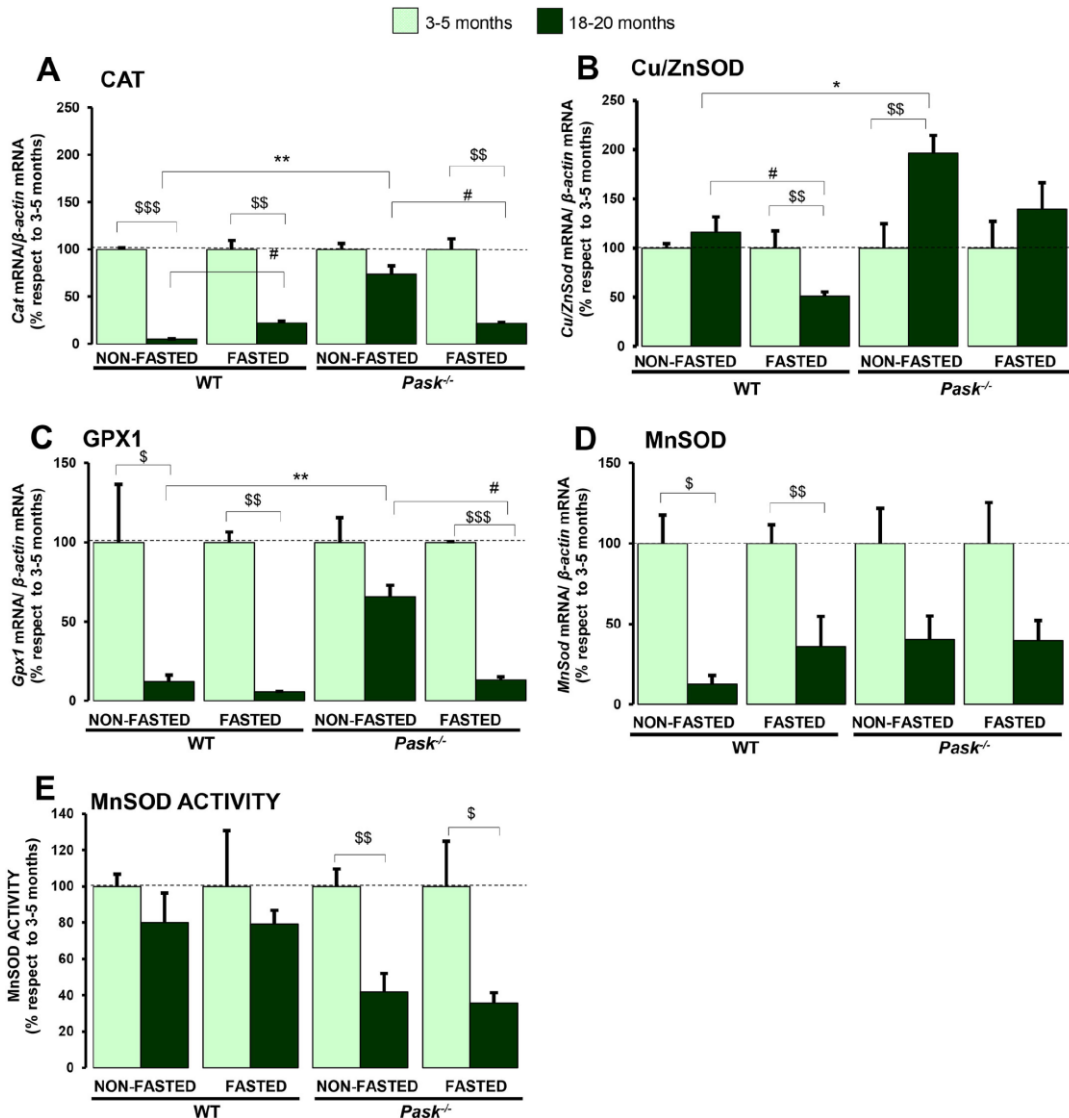 3-5 months 18-20 months
A CAT
Cat mRNA/β-actin mRNA
(% respect to 3-5 months)
250
200
150
100
50
0
$$$
$$
#
**
$$
#
NON-FASTED FASTED NON-FASTED FASTED
WT Pask-/-
B Cu/ZnSOD
Cu/ZnSod mRNA/ β-actin mRNA
(% respect to 3-5 months)
250
200
150
100
50
0
*
$$
#
$$
NON-FASTED FASTED NON-FASTED FASTED
WT Pask-/-
C GPX1
Gpx1 mRNA/ β-actin mRNA
(% respect to 3-5 months)
150
100
50
0
$
**
$$
#
$$$
NON-FASTED FASTED NON-FASTED FASTED
WT Pask-/-
D MnSOD
MnSod mRNA/ β-actin mRNA
(% respect to 3-5 months)
150
100
50
0
$
$$
NON-FASTED FASTED NON-FASTED FASTED
WT Pask-/-
E MnSOD ACTIVITY
MnSOD ACTIVITY
(% respect to 3-5 months)
140
120
100
80
60
40
20
0
$$
$
NON-FASTED FASTED NON-FASTED FASTED
WT Pask-/-